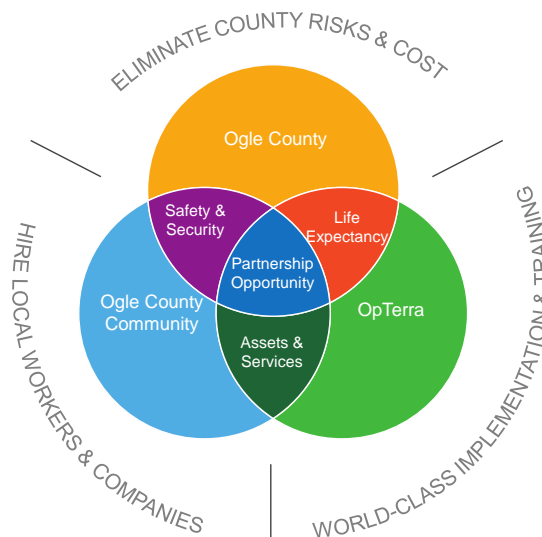 ELIMINATE COUNTY RISKS & COST
Ogle County
Safety &
Security
Life
Expectancy
Partnership
Opportunity
Ogle County
Community
OpTerra
Assets &
Services
HIRE LOCAL WORKERS & COMPANIES
WORLD-CLASS IMPLEMENTATION & TRAINING